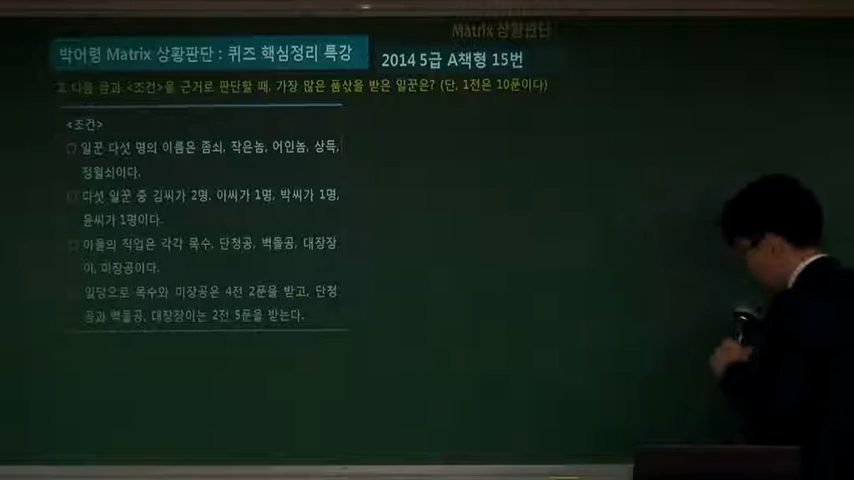 Matrix 상황판단
박어령 Matrix 상황판단 : 퀴즈 핵심정리 특강
2014 5급 A책형 15번
2. 다음 글과 <조건>을 근거로 판단할 때, 가장 많은 품삯을 받은 일꾼은? (단, 1전은 10푼이다)
<조건>
□ 일꾼 다섯 명의 이름은 좀쇠, 작은놈, 어인놈, 상득,
정월쇠이다.
□ 다섯 일꾼 중 김씨가 2명, 이씨가 1명, 박씨가 1명,
윤씨가 1명이다.
□ 이들의 직업은 각각 목수, 단청공, 벽돌공, 대장장
이, 미장공이다.
일당으로 목수와 미장공은 4전 2푼을 받고, 단청
공과 벽돌공, 대장장이는 2전 5푼을 받는다.